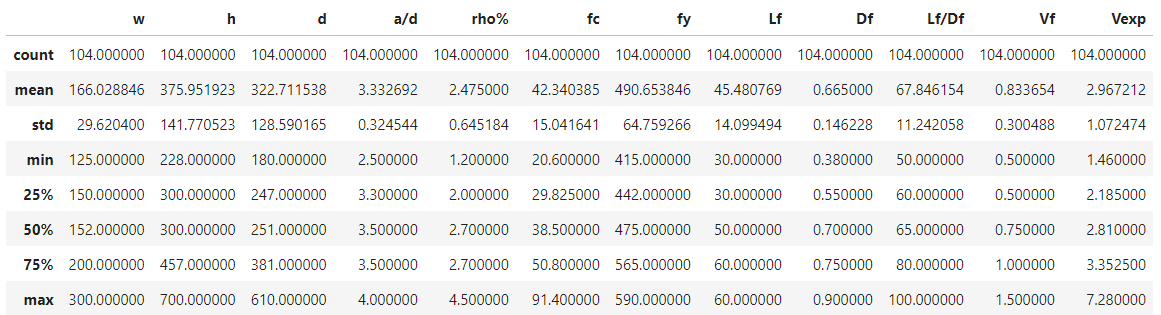 w h d a/d rho% fc fy Lf Df Lf/Df Vf Vexp
count 104.000000 104.000000 104.000000 104.000000 104.000000 104.000000 104.000000 104.000000 104.000000 104.000000 104.000000 104.000000
mean 166.028846 375.951923 322.711538 3.332692 2.475000 42.340385 490.653846 45.480769 0.665000 67.846154 0.833654 2.967212
std 29.620400 141.770523 128.590165 0.324544 0.645184 15.041641 64.759266 14.099494 0.146228 11.242058 0.300488 1.072474
min 125.000000 228.000000 180.000000 2.500000 1.200000 20.600000 415.000000 30.000000 0.380000 50.000000 0.500000 1.460000
25% 150.000000 300.000000 247.000000 3.300000 2.000000 29.825000 442.000000 30.000000 0.550000 60.000000 0.500000 2.185000
50% 152.000000 300.000000 251.000000 3.500000 2.700000 38.500000 475.000000 50.000000 0.700000 65.000000 0.750000 2.810000
75% 200.000000 457.000000 381.000000 3.500000 2.700000 50.800000 565.000000 60.000000 0.750000 80.000000 1.000000 3.352500
max 300.000000 700.000000 610.000000 4.000000 4.500000 91.400000 590.000000 60.000000 0.900000 100.000000 1.500000 7.280000